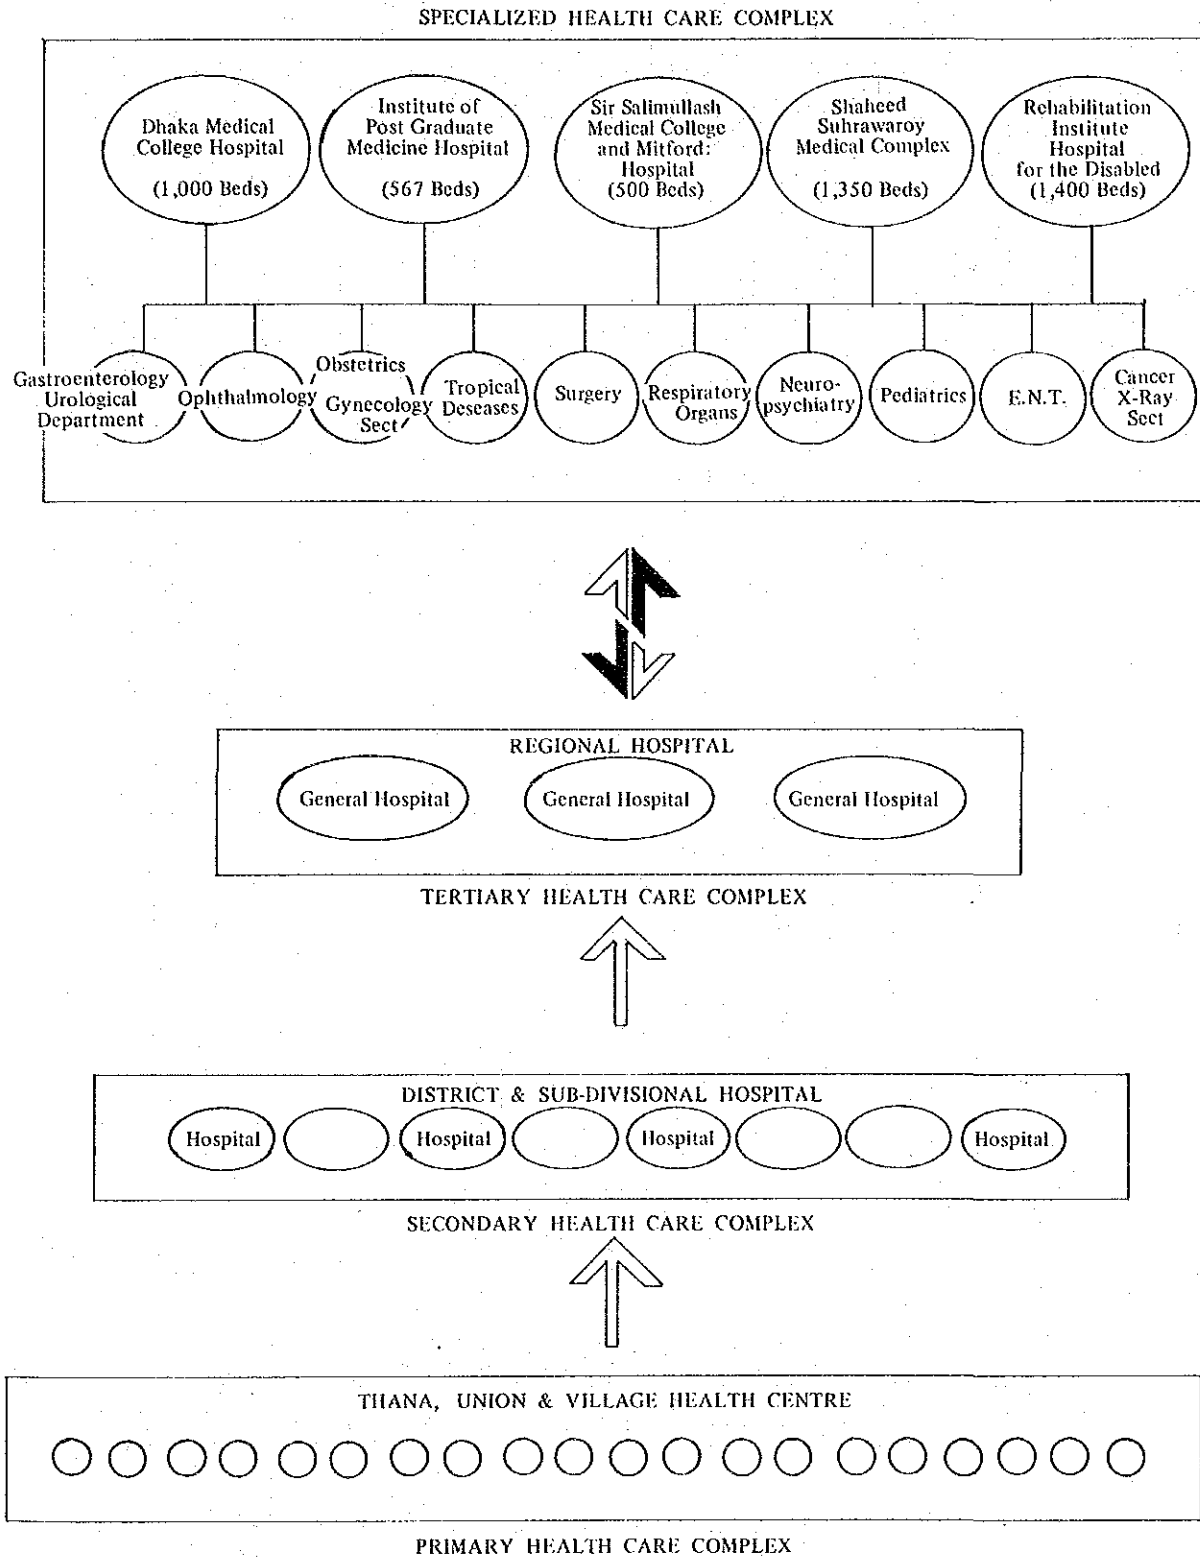 SPECIALIZED HEALTH CARE COMPLEX
Dhaka Medical
College Hospital
(1,000 Beds)
Institute of
Post Graduate
Medicine Hospital
(567 Beds)
Sir Salimullash
Medical College
and Mitford:
Hospital
(500 Beds)
Shaheed
Suhrawaroy
Medical Complex
(1,350 Beds)
Rehabilitation
Institute
Hospital
for the Disabled
(1,400 Beds)
Gastroenterology
Urological
Department
Ophthalmology
Obstetrics
Gynecology
Sect
Tropical
Deseases
Surgery
Respiratory
Organs
Neuro-
psychiatry
Pediatrics
E.N.T.
Cancer
X-Ray
Sect
REGIONAL HOSPITAL
General Hospital
General Hospital
General Hospital
TERTIARY HEALTH CARE COMPLEX
DISTRICT & SUB-DIVISIONAL HOSPITAL
Hospital
Hospital
Hospital
Hospital
SECONDARY HEALTH CARE COMPLEX
THANA, UNION & VILLAGE HEALTH CENTRE
PRIMARY HEALTH CARE COMPLEX